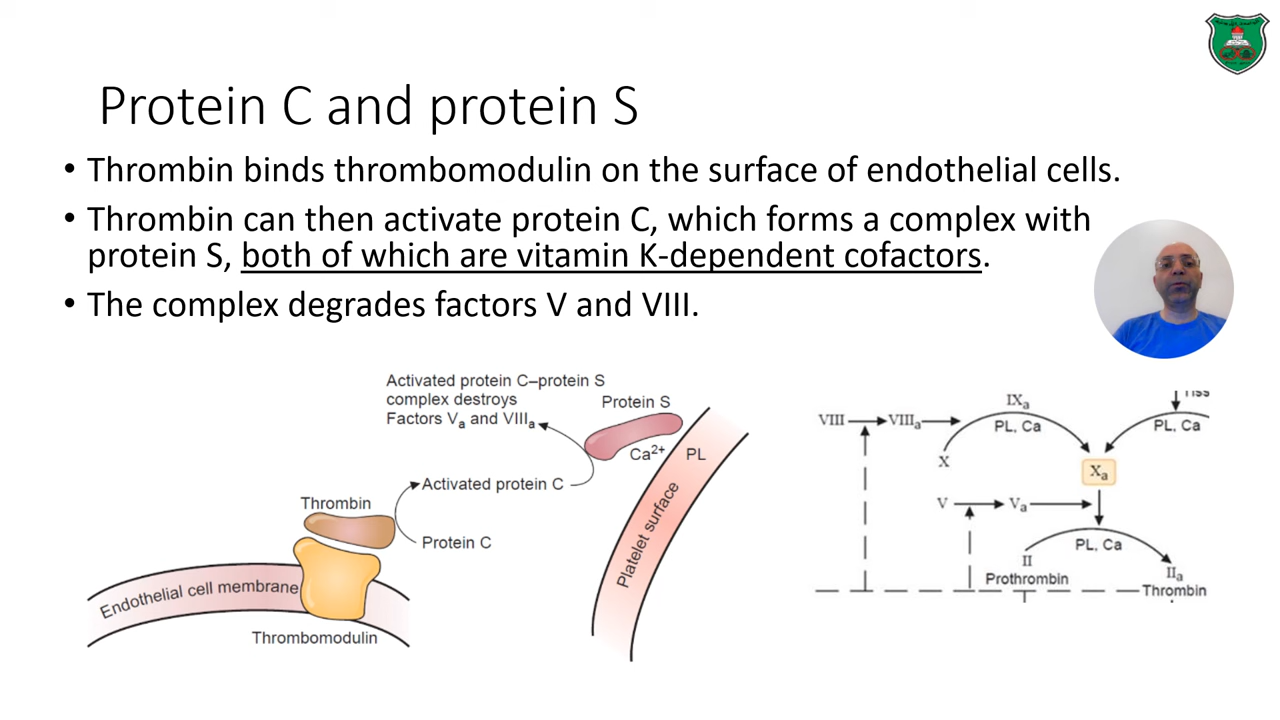 Protein C and protein S
• Thrombin binds thrombomodulin on the surface of endothelial cells.
• Thrombin can then activate protein C, which forms a complex with
protein S, both of which are vitamin K-dependent cofactors.
• The complex degrades factors V and VIII.
Activated protein C–protein S
complex destroys
Factors Va and VIIIa
Protein S
Ca2+
PL
Activated protein C
Thrombin
Protein C
Platelet surface
Endothelial cell membrane
Thrombomodulin
IXa
VIII
VIIIa
PL, Ca
PL, Ca
X
Xa
V
Va
PL, Ca
II
Prothrombin
IIa
Thrombin